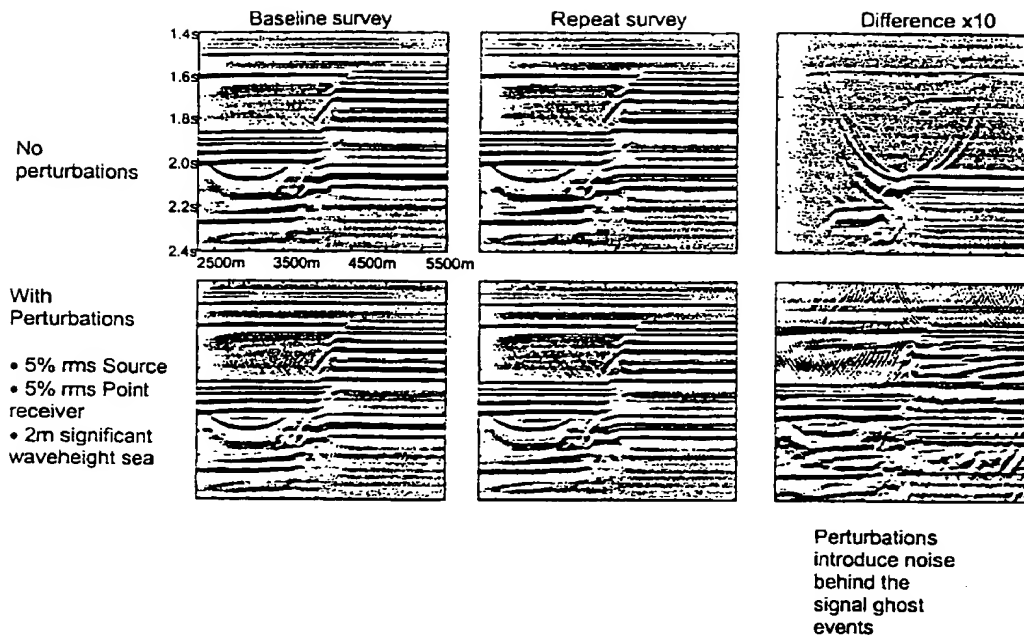 Baseline survey
Repeat survey
Difference x10
1.4s
1.6s
1.8s
2.0s
2.2s
2.4s
No
perturbations
2500m 3500m 4500m 5500m
With
Perturbations
• 5% rms Source
• 5% rms Point
receiver
• 2m significant
waveheight sea
Perturbations
introduce noise
behind the
signal ghost
events